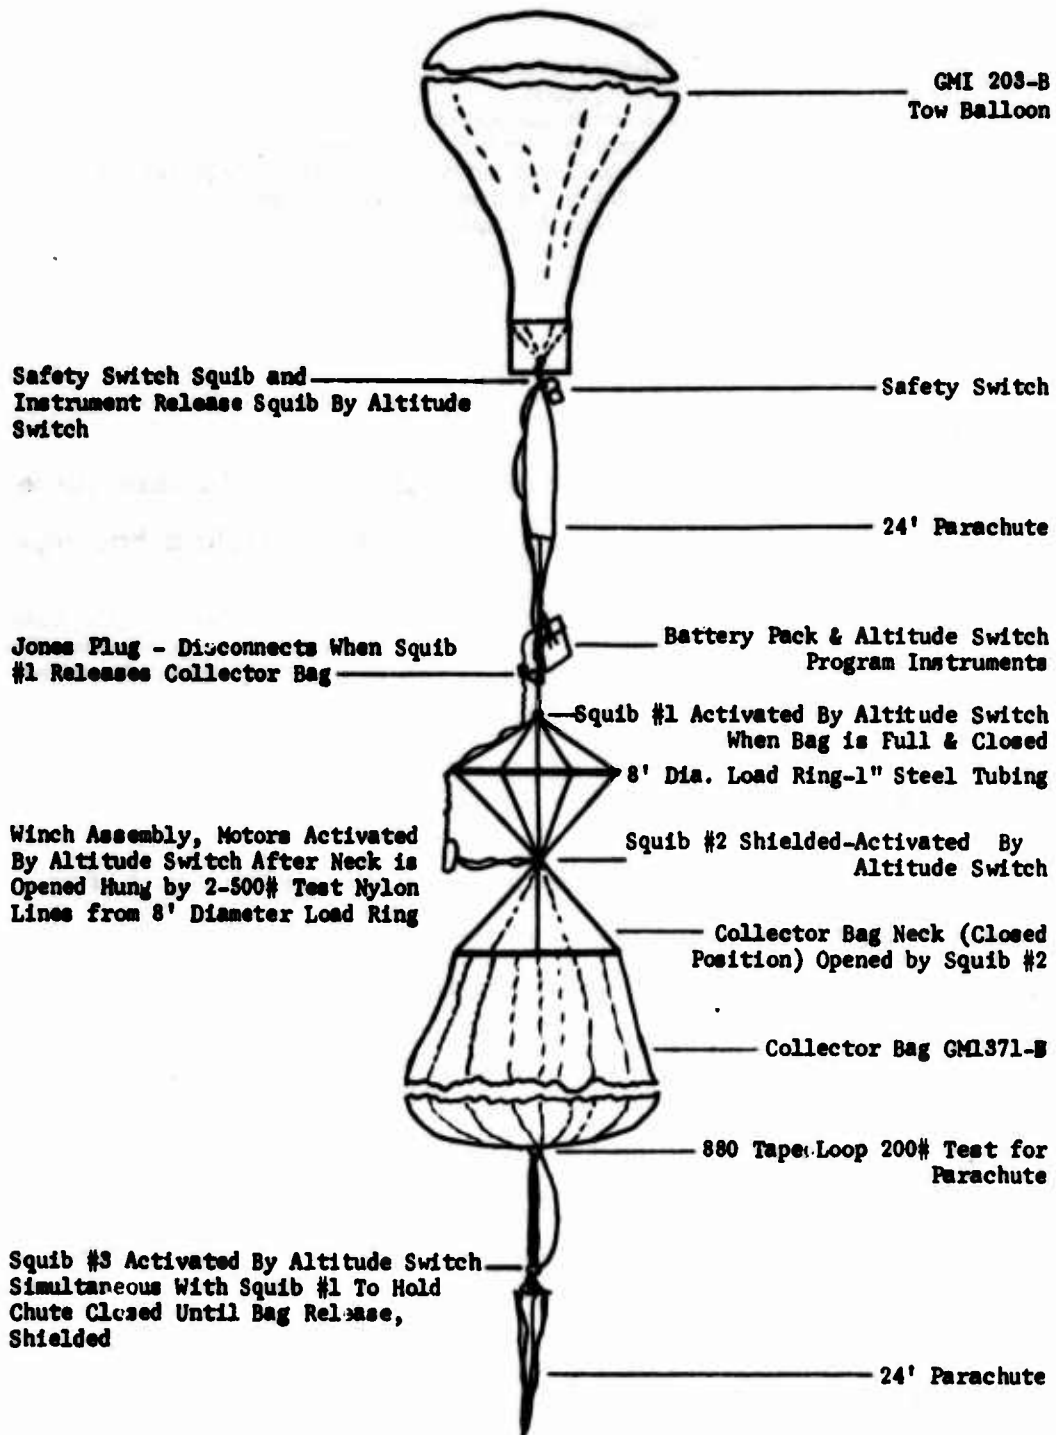 GMI 203-B
Tow Balloon
Safety Switch Squib and
Instrument Release Squib By Altitude
Switch
Safety Switch
24' Parachute
Jones Plug - Disconnects When Squib
#1 Releases Collector Bag
Battery Pack & Altitude Switch
Program Instruments
Squib #1 Activated By Altitude Switch
When Bag is Full & Closed
8' Dia. Load Ring-1" Steel Tubing
Winch Assembly, Motors Activated
By Altitude Switch After Neck is
Opened Hung by 2-500# Test Nylon
Lines from 8' Diameter Load Ring
Squib #2 Shielded-Activated By
Altitude Switch
Collector Bag Neck (Closed
Position) Opened by Squib #2
Collector Bag GM1371-B
880 Tape Loop 200# Test for
Parachute
Squib #3 Activated By Altitude Switch
Simultaneous With Squib #1 To Hold
Chute Closed Until Bag Release,
Shielded
24' Parachute